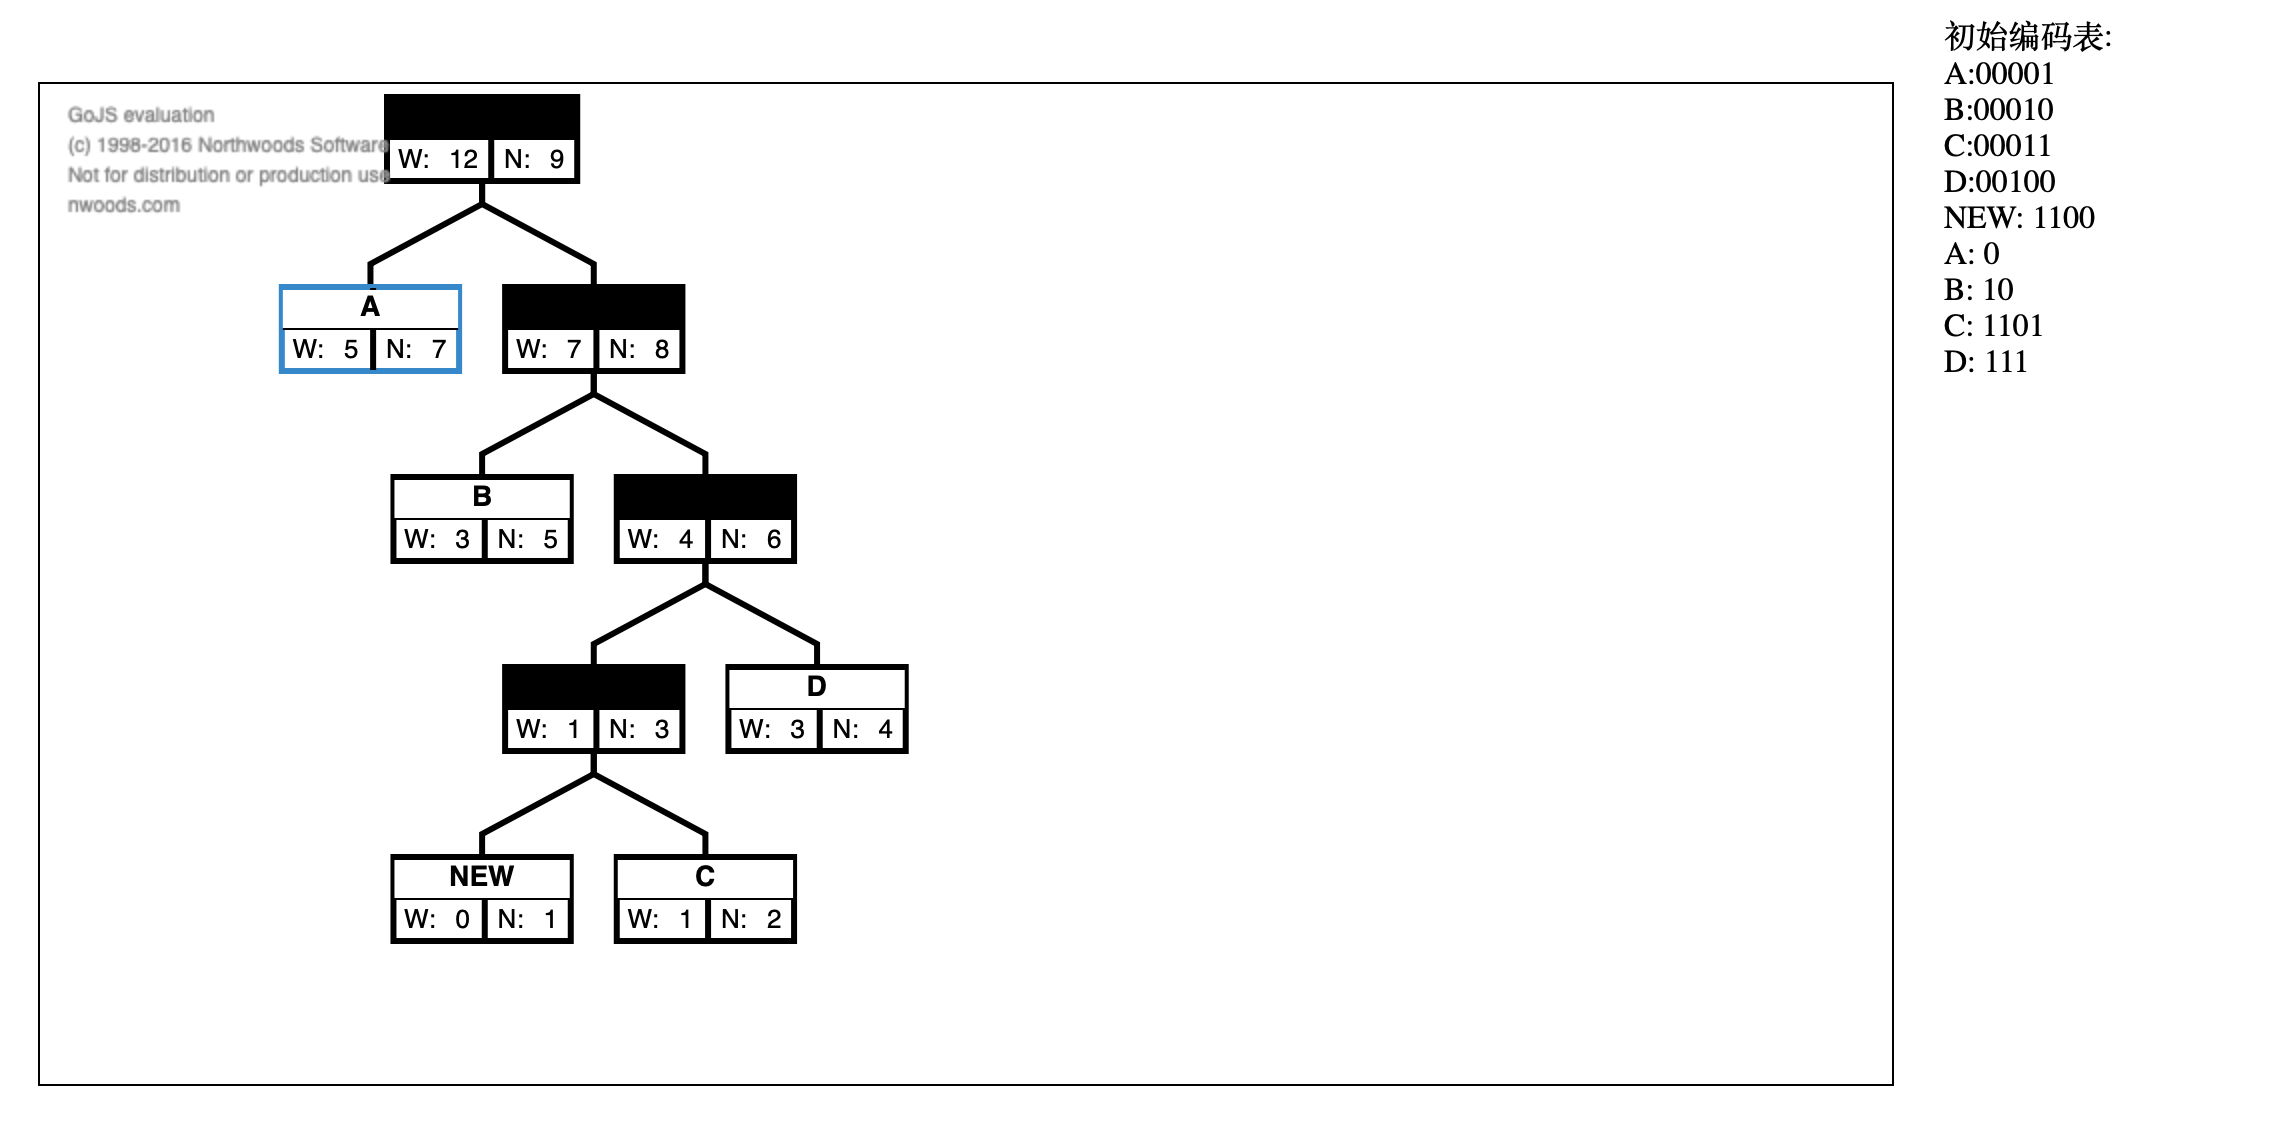 初始编码表:
A:00001
B:00010
C:00011
D:00100
NEW: 1100
A: 0
B: 10
C: 1101
D: 111
GoJS evaluation
(c) 1998-2016 Northwoods Software
Not for distribution or production use
nwoods.com
W: 12 N: 9
A
W: 5 N: 7
W: 7 N: 8
B
W: 3 N: 5
W: 4 N: 6
W: 1 N: 3
D
W: 3 N: 4
NEW
W: 0 N: 1
C
W: 1 N: 2